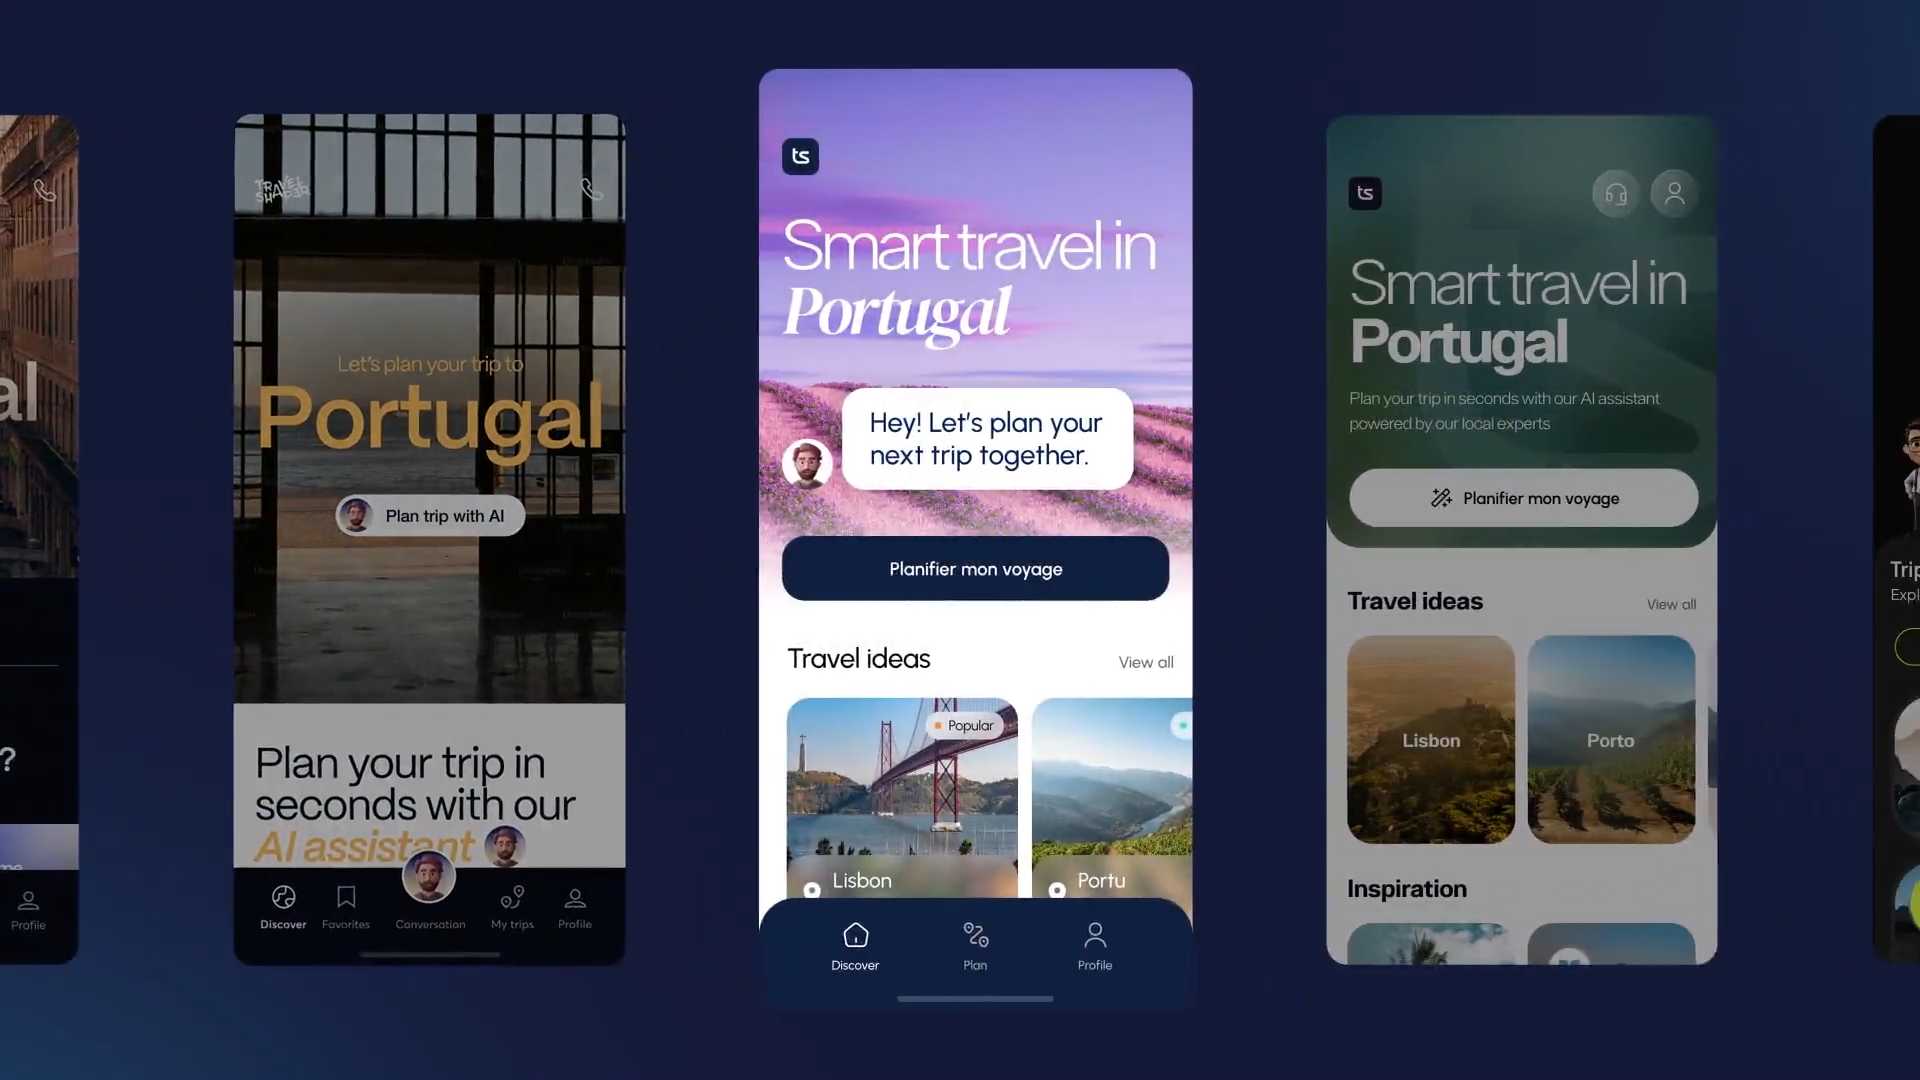 al
?
me
Profile
TRAVEL
SHAPER
Let's plan your trip to
Portugal
Plan trip with AI
Plan your trip in
seconds with our
AI assistant
Discover
Favorites
Conversation
My trips
Profile
ts
Smart travel in
Portugal
Hey! Let's plan your
next trip together.
Planifier mon voyage
Travel ideas
View all
Popular
Lisbon
Portu
Discover
Plan
Profile
ts
Smart travel in
Portugal
Plan your trip in seconds with our AI assistant
powered by our local experts
Planifier mon voyage
Travel ideas
View all
Lisbon
Porto
Inspiration
Trip
Expl